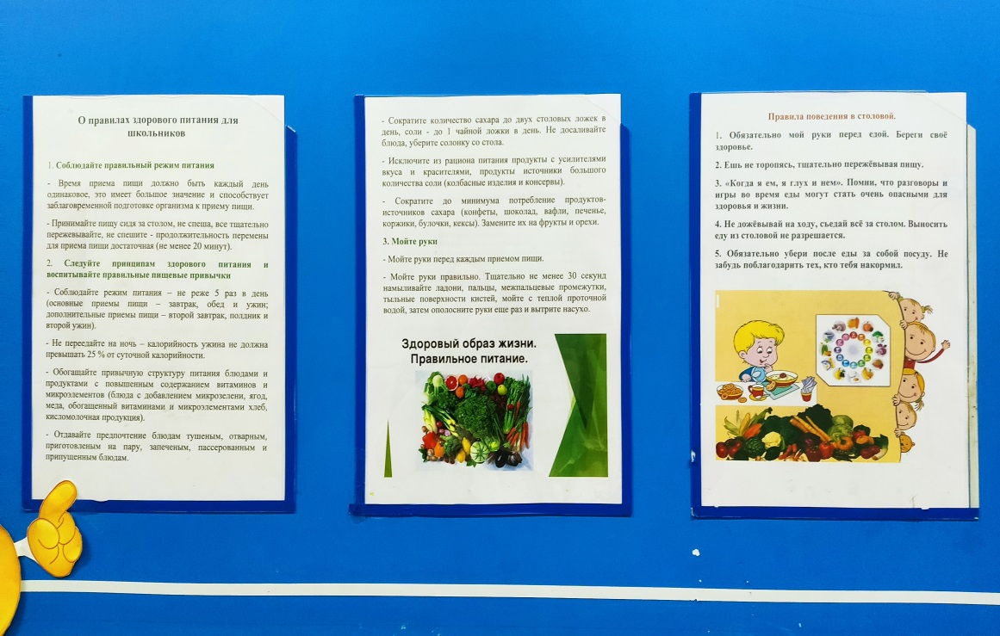 О правилах здорового питания для
школьников
1. Соблюдайте правильный режим питания
- Время приема пищи должно быть каждый день
одинаковое, это имеет большое значение и способствует
заблаговременной подготовке организма к приему пищи.
- Принимайте пищу сидя за столом, не спеша, все тщательно
пережевывайте, не спешите - продолжительность перемены
для приема пищи достаточная (не менее 20 минут).
2. Следуйте принципам здорового питания и
воспитывайте правильные пищевые привычки
- Соблюдайте режим питания – не реже 5 раз в день
(основные приемы пищи – завтрак, обед и ужин;
дополнительные приемы пищи – второй завтрак, полдник и
второй ужин).
- Не переедайте на ночь – калорийность ужина не должна
превышать 25 % от суточной калорийности.
- Обогащайте привычную структуру питания блюдами и
продуктами с повышенным содержанием витаминов и
микроэлементов (блюда с добавлением микрозелени, ягод,
меда, обогащенный витаминами и микроэлементами хлеб,
кисломолочная продукция).
- Отдавайте предпочтение блюдам тушеным, отварным,
приготовленым на пару, запеченым, пассерованным и
припущенным блюдам.
- Сократите количество сахара до двух столовых ложек в
день, соли - до 1 чайной ложки в день. Не досаливайте
блюда, уберите солонку со стола.
- Исключите из рациона питания продукты с усилителями
вкуса и красителями, продукты источники большого
количества соли (колбасные изделия и консервы).
- Сократите до минимума потребление продуктов-
источников сахара (конфеты, шоколад, вафли, печенье,
коржики, булочки, кексы). Замените их на фрукты и орехи.
3. Мойте руки
- Мойте руки перед каждым приемом пищи.
- Мойте руки правильно. Тщательно не менее 30 секунд
намыливайте ладони, пальцы, межпальцевые промежутки,
тыльные поверхности кистей, мойте с теплой проточной
водой, затем ополосните руки еще раз и вытрите насухо.
Здоровый образ жизни.
Правильное питание.
Правила поведения в столовой.
1. Обязательно мой руки перед едой. Береги своё
здоровье.
2. Ешь не торопясь, тщательно пережёвывая пищу.
3. «Когда я ем, я глух и нем». Помни, что разговоры и
игры во время еды могут стать очень опасными для
здоровья и жизни.
4. Не дожёвывай на ходу, съедай всё за столом. Выносить
еду из столовой не разрешается.
5. Обязательно убери после еды за собой посуду. Не
забудь поблагодарить тех, кто тебя накормил.